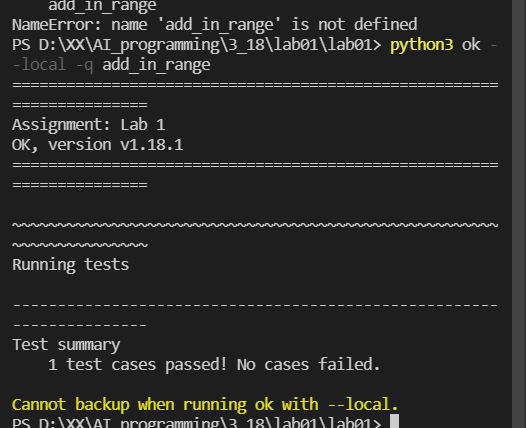 add_in_range
NameError: name 'add_in_range' is not defined
PS D:\XX\AI_programming\3_18\lab01\lab01> python3 ok -
-local -q add_in_range
======================================================
===============
Assignment: Lab 1
OK, version v1.18.1
======================================================
===============

~~~~~~~~~~~~~~~~~~~~~~~~~~~~~~~~~~~~~~~~~~~~~~~~~~~~~~
~~~~~~~~~~~~~~~
Running tests

------------------------------------------------------
---------------
Test summary
    1 test cases passed! No cases failed.

Cannot backup when running ok with --local.
PS D:\XX\AI_programming\3_18\lab01\lab01>